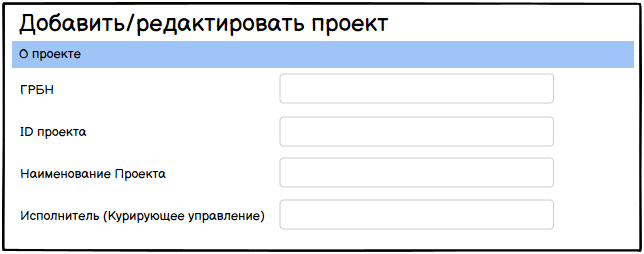 Добавить/редактировать проект
О проекте
ГРБН
ID проекта
Наименование Проекта
Исполнитель (Курирующее управление)